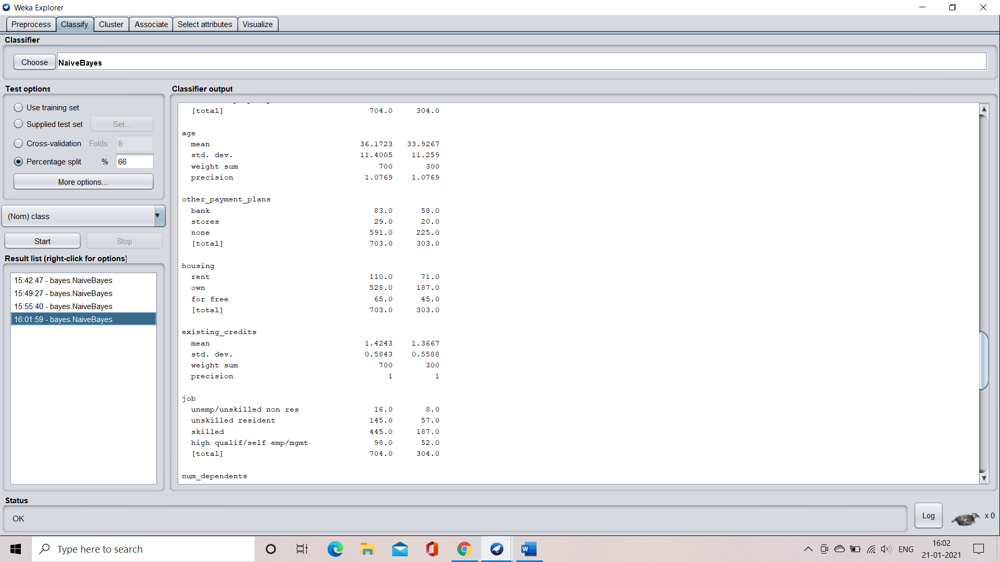 Weka Explorer
Preprocess Classify Cluster Associate Select attributes Visualize
Classifier
Choose NaiveBayes
Test options
Use training set
Supplied test set Set...
Cross-validation Folds 8
Percentage split % 66
More options...
(Nom) class
Start Stop
Result list (right-click for options)
15:42:47 - bayes.NaiveBayes
15:49:27 - bayes.NaiveBayes
15:55:40 - bayes.NaiveBayes
16:01:59 - bayes.NaiveBayes
Classifier output
[total] 704.0 304.0
age
mean 36.1723 33.9267
std. dev. 11.4005 11.259
weight sum 700 300
precision 1.0769 1.0769
other_payment_plans
bank 83.0 58.0
stores 29.0 20.0
none 591.0 225.0
[total] 703.0 303.0
housing
rent 110.0 71.0
own 528.0 187.0
for free 65.0 45.0
[total] 703.0 303.0
existing_credits
mean 1.4243 1.3667
std. dev. 0.5843 0.5588
weight sum 700 300
precision 1 1
job
unemp/unskilled non res 16.0 8.0
unskilled resident 145.0 57.0
skilled 445.0 187.0
high qualif/self emp/mgmt 98.0 52.0
[total] 704.0 304.0
num_dependents
Status
OK
Log
x 0
Type here to search
ENG
16:02
21-01-2021